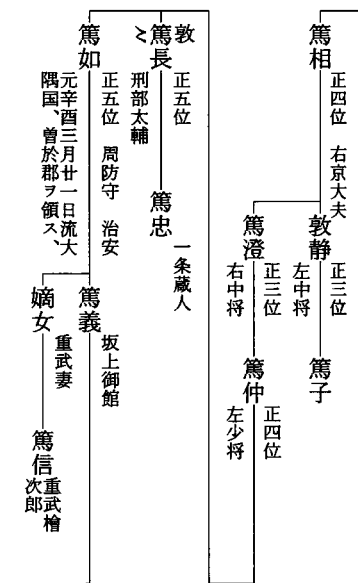 篤相
正四位　右京大夫
敦静
正三位
左中将
篤子
篤澄
正三位
右中将
篤仲
正四位
左少将
敦
篤長
正五位
刑部太輔
篤忠
一条蔵人
篤如
正五位　周防守　治安
元辛酉三月廿一日流大
隅国、曽於郡ヲ領ス、
篤義
坂上御館
嫡女
重武妻
篤信
重武檜
次郎